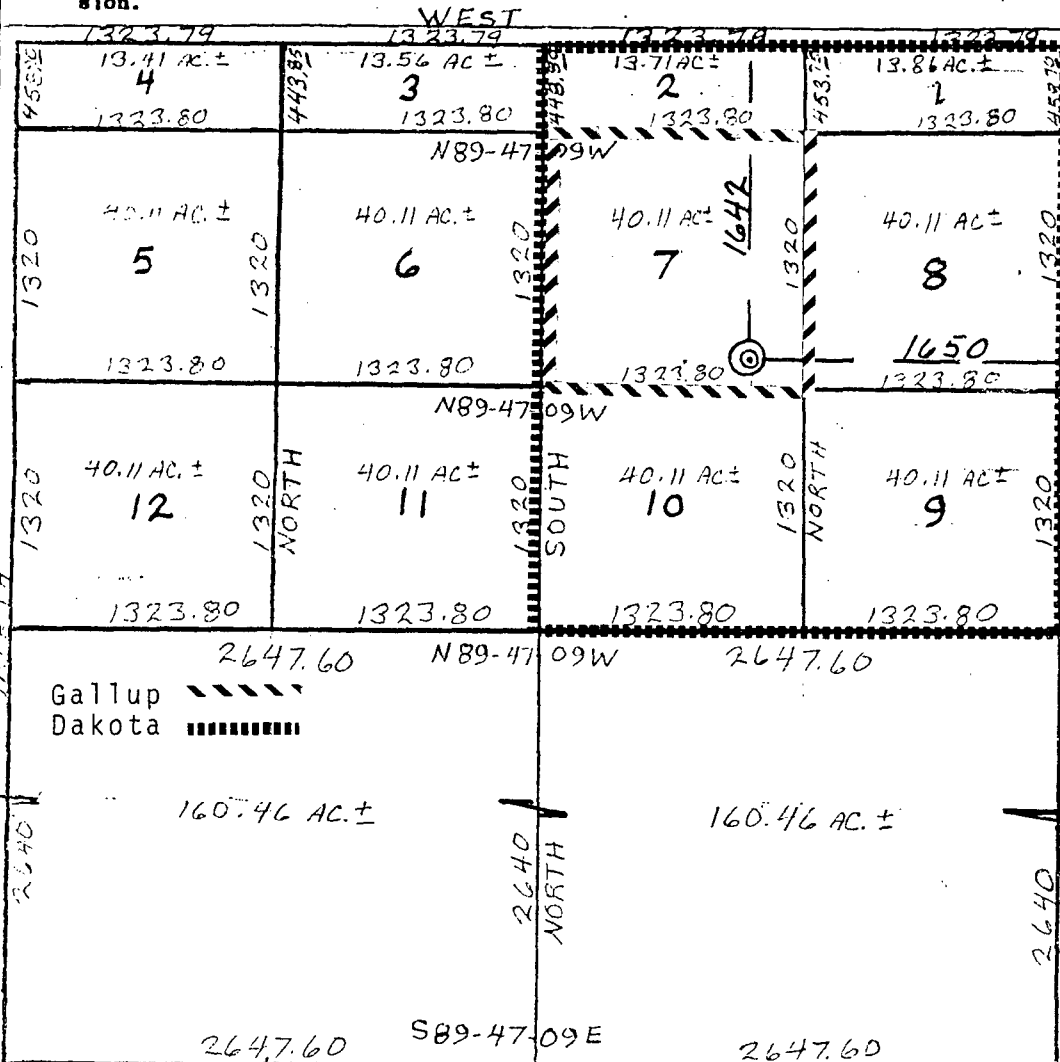 sion.
WEST
1323.79 1323.79 1323.79 1323.79
13.41 AC.± 13.56 AC ± 13.71 AC± 13.86 AC.±
4 443.85 3 2 1 453.79
1323.80 1323.80 1323.80 1323.80
N89-47-09W
40.11 AC.± 40.11 AC± 40.11 AC± 40.11 AC±
1320 5 1320 6 1320 7 1642 1320 8 1320
1650
1323.80 1323.80 1323.80 1323.80
N89-47-09W
40.11 AC.± 40.11 AC± 40.11 AC± 40.11 AC±
1320 12 1320 NORTH 11 1320 SOUTH 10 1320 NORTH 9 1320
1323.80 1323.80 1323.80 1323.80
2647.60 N89-47-09W 2647.60
Gallup
Dakota
160.46 AC.± 160.46 AC.±
2640 2640 NORTH 2640
S89-47-09E
2647.60 2647.60